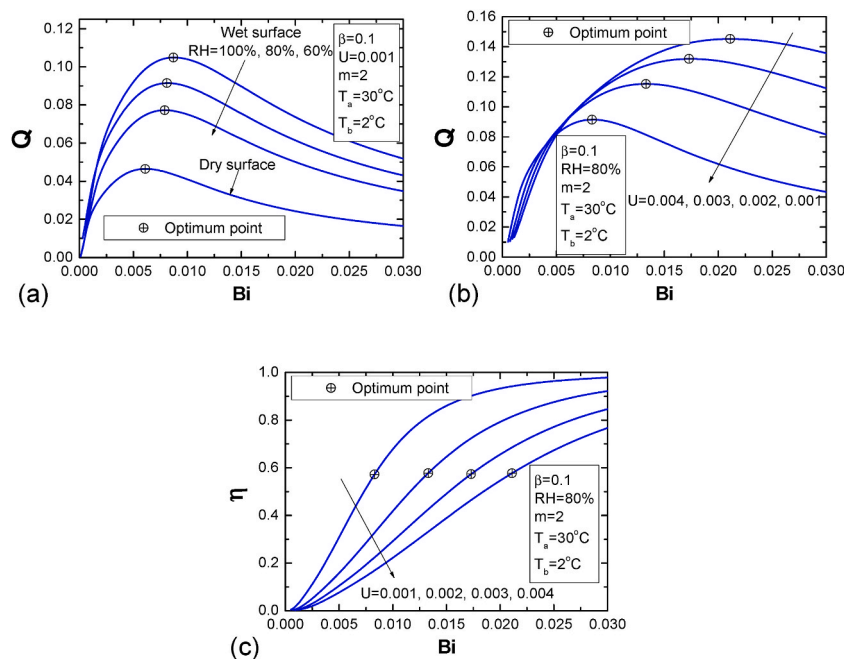 0.12
0.10
0.08
0.06
0.04
0.02
0.00
Q
Wet surface
RH=100%, 80%, 60%
β=0.1
U=0.001
m=2
Tₐ=30°C
T_b=2°C
Dry surface
⊕ Optimum point
0.000 0.005 0.010 0.015 0.020 0.025 0.030
Bi
(a)
0.16
0.14
0.12
0.10
0.08
0.06
0.04
0.02
0.00
Q
⊕ Optimum point
β=0.1
RH=80%
m=2
Tₐ=30°C
T_b=2°C
U=0.004, 0.003, 0.002, 0.001
0.000 0.005 0.010 0.015 0.020 0.025 0.030
Bi
(b)
1.0
0.8
0.6
0.4
0.2
0.0
η
⊕ Optimum point
β=0.1
RH=80%
m=2
Tₐ=30°C
T_b=2°C
U=0.001, 0.002, 0.003, 0.004
0.000 0.005 0.010 0.015 0.020 0.025 0.030
Bi
(c)